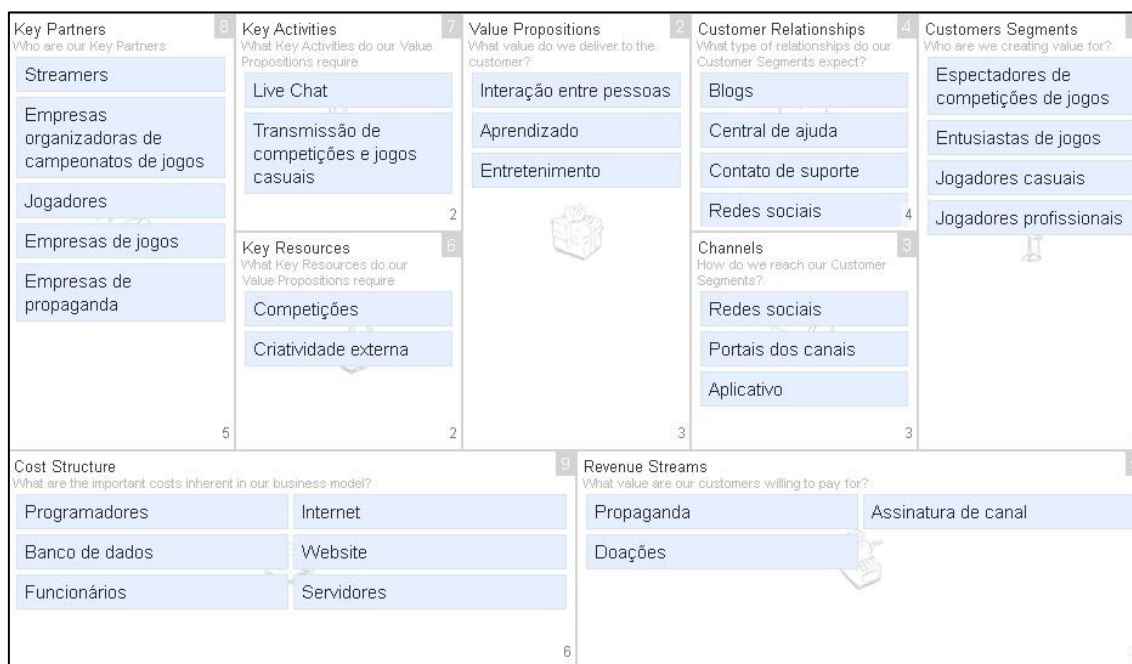 Key Partners
8
Who are our Key Partners
Streamers
Empresas
organizadoras de
campeonatos de jogos
Jogadores
Empresas de jogos
Empresas de
propaganda
5
Key Activities
7
What Key Activities do our Value
Propositions require
Live Chat
Transmissão de
competições e jogos
casuais
2
Key Resources
6
What Key Resources do our
Value Propositions require
Competições
Criatividade externa
2
Value Propositions
2
What value do we deliver to the
customer?
Interação entre pessoas
Aprendizado
Entretenimento
3
Customer Relationships
4
What type of relationships do our
Customer Segments expect?
Blogs
Central de ajuda
Contato de suporte
Redes sociais
4
Channels
3
How do we reach our Customer
Segments?
Redes sociais
Portais dos canais
Aplicativo
3
Customers Segments
Who are we creating value for?
Espectadores de
competições de jogos
Entusiastas de jogos
Jogadores casuais
Jogadores profissionais
Cost Structure
9
What are the important costs inherent in our business model?
Programadores
Internet
Banco de dados
Website
Funcionários
Servidores
6
Revenue Streams
What value are our customers willing to pay for?
Propaganda
Assinatura de canal
Doações